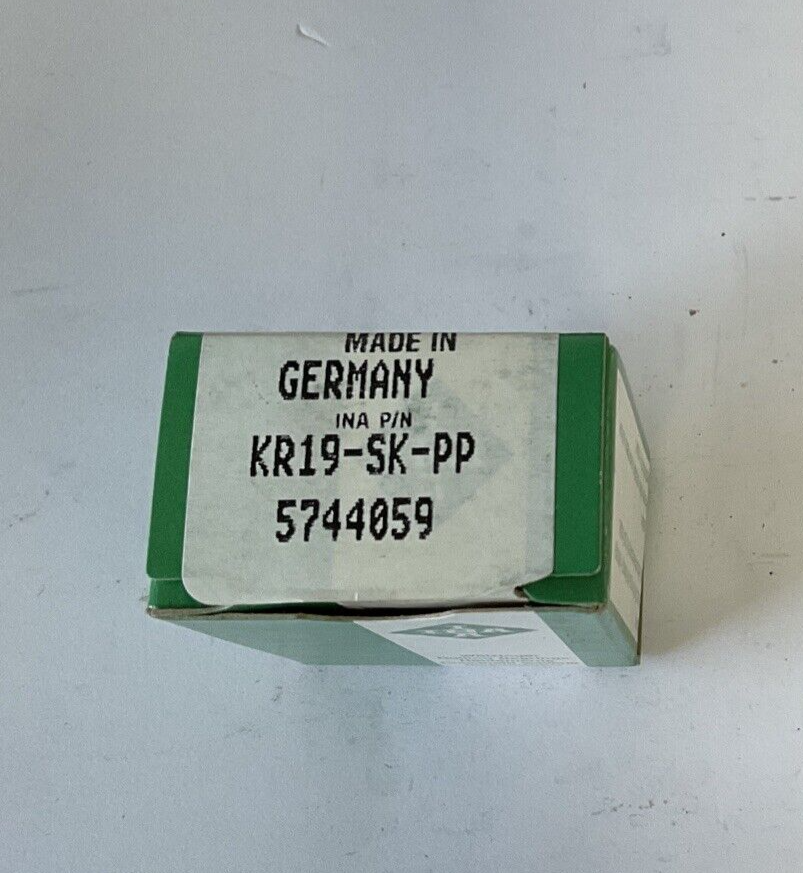 MADE IN
GERMANY
INA P/N
KR19-SK-PP
5744059